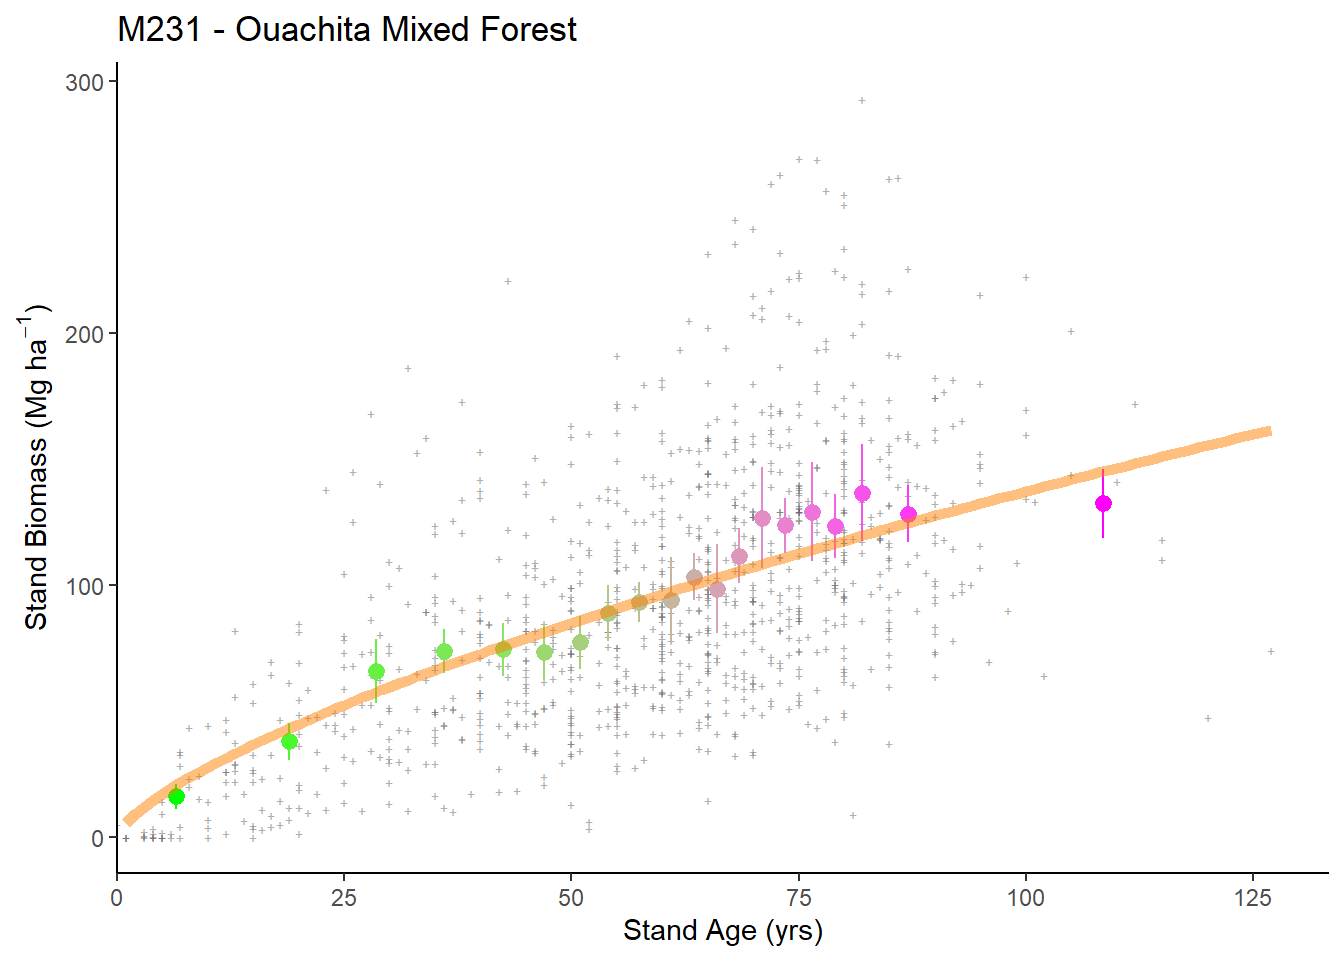 M231 - Ouachita Mixed Forest
300
200
100
0
Stand Biomass (Mg ha⁻¹)
0 25 50 75 100 125
Stand Age (yrs)